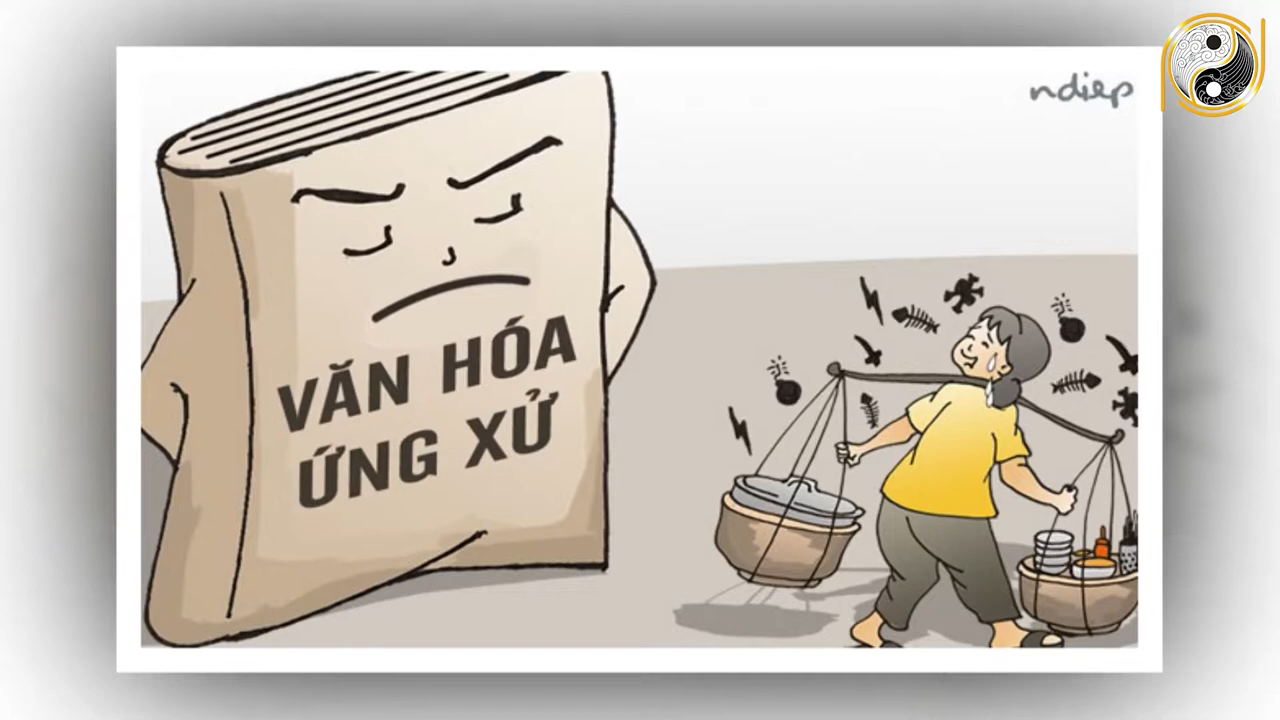 ndiep
VĂN HÓA
ỨNG XỬ